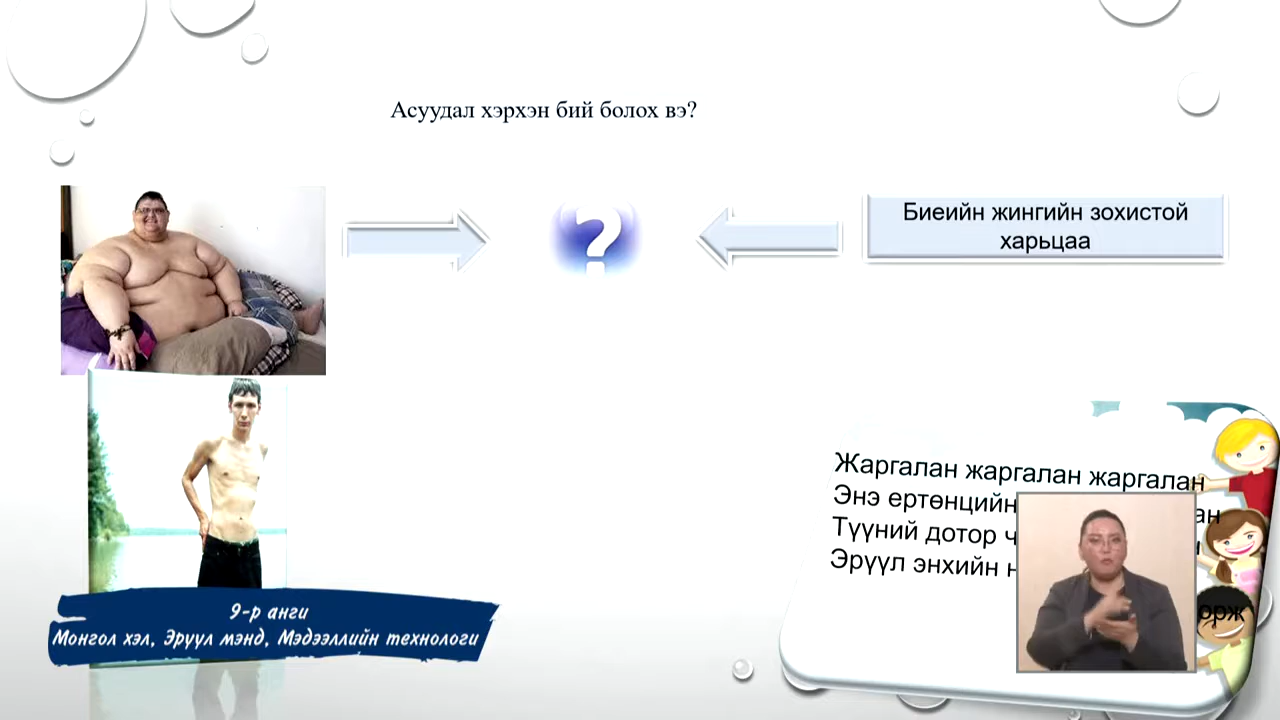 Асуудал хэрхэн бий болох вэ?
?
Биеийн жингийн зохистой
харьцаа
Жаргалан жаргалан жаргалан
Энэ ертөнцийн
Түүний дотор
Эрүүл энхийн
9-р анги
Монгол хэл, Эрүүл мэнд, Мэдээллийн технологи